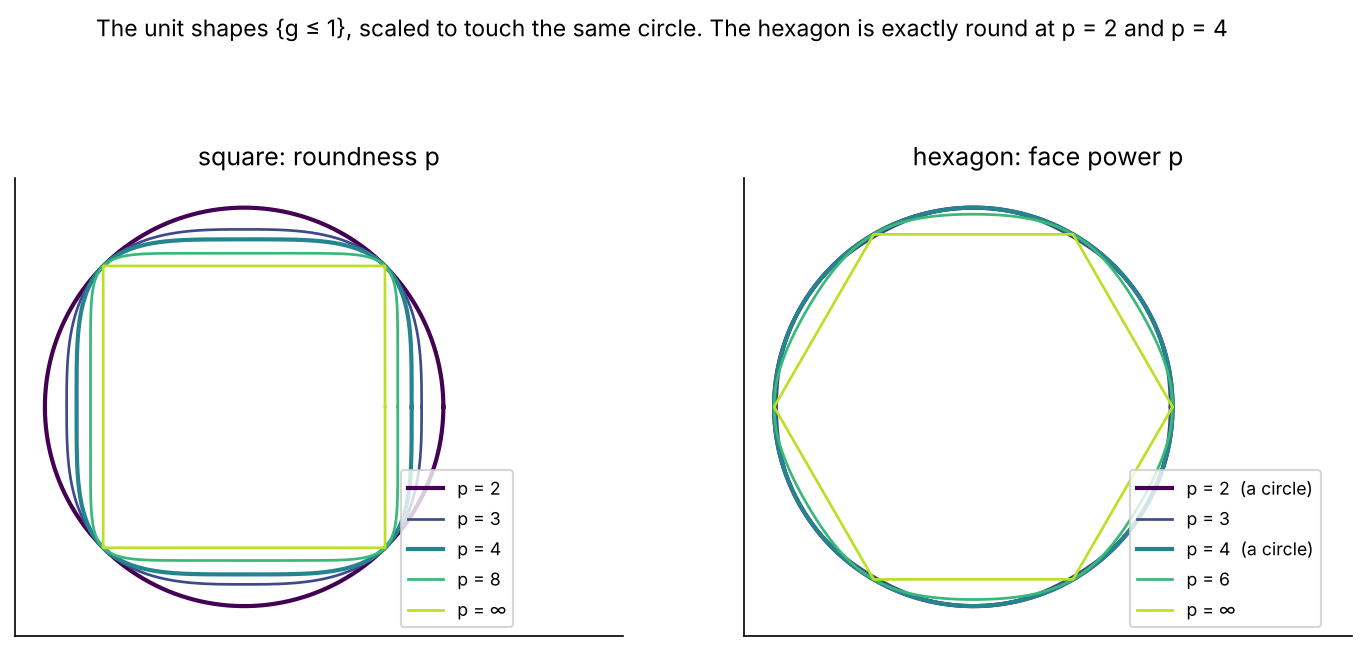 The unit shapes {g ≤ 1}, scaled to touch the same circle. The hexagon is exactly round at p = 2 and p = 4
square: roundness p
p = 2
p = 3
p = 4
p = 8
p = ∞
hexagon: face power p
p = 2 (a circle)
p = 3
p = 4 (a circle)
p = 6
p = ∞